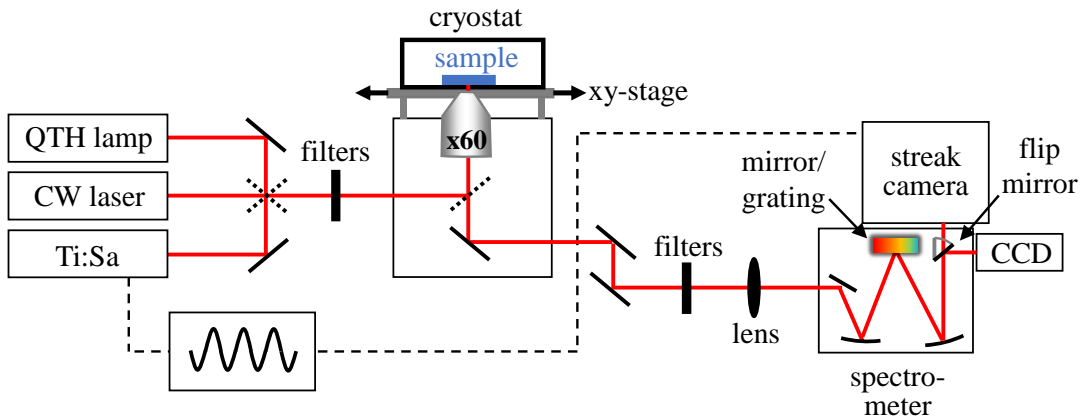 cryostat
sample
xy-stage
x60
QTH lamp
CW laser
Ti:Sa
filters
mirror/
grating
streak
camera
flip
mirror
CCD
filters
lens
spectro-
meter